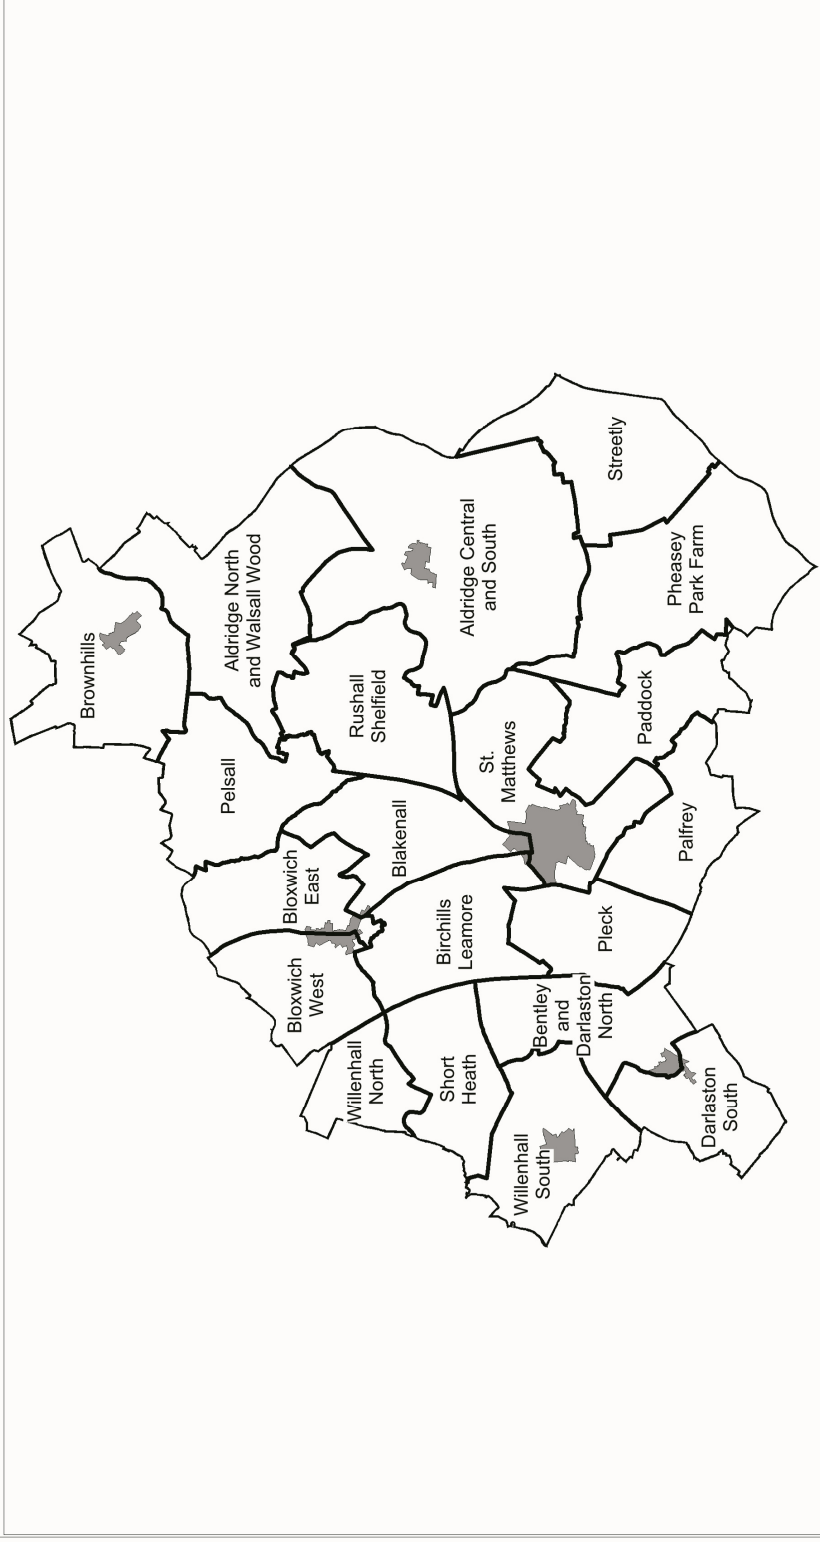 Brownhills
Aldridge North
and Walsall Wood
Pelsall
Rushall
Shelfield
Aldridge Central
and South
Streetly
Pheasey
Park Farm
Paddock
St.
Matthews
Palfrey
Blakenall
Bloxwich
East
Bloxwich
West
Birchills
Leamore
Pleck
Bentley
and
Darlaston
North
Willenhall
North
Short
Heath
Willenhall
South
Darlaston
South